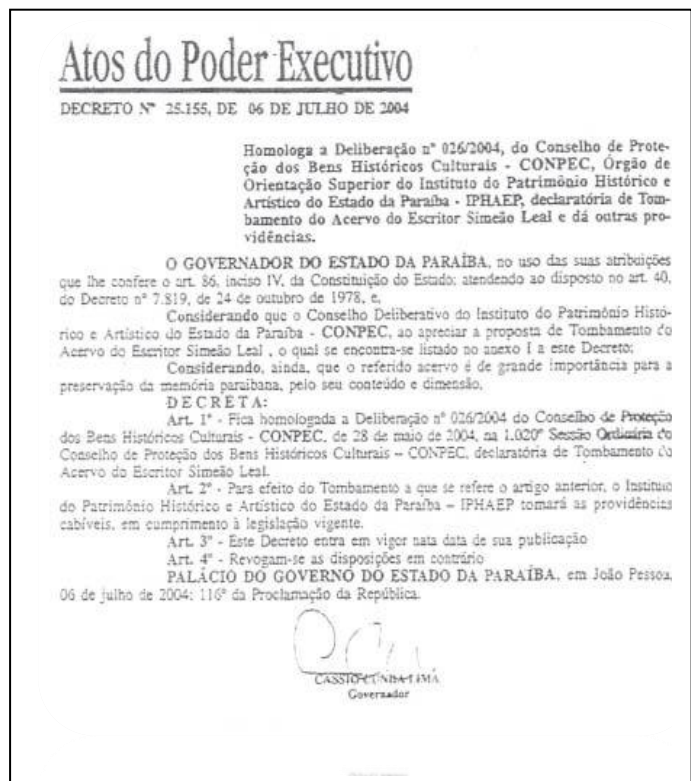 Atos do Poder Executivo
DECRETO Nº 25.155, DE 06 DE JULHO DE 2004
Homologa a Deliberação nº 026/2004, do Conselho de Prote-
ção dos Bens Históricos Culturais - CONPEC, Órgão de
Orientação Superior do Instituto do Patrimônio Histórico e
Artístico do Estado da Paraíba - IPHAEP, declaratória de Tom-
bamento do Acervo do Escritor Simeão Leal e dá outras pro-
vidências.
O GOVERNADOR DO ESTADO DA PARAÍBA, no uso das suas atribuições
que lhe confere o art. 86, inciso IV, da Constituição do Estado; atendendo ao disposto no art. 40,
do Decreto nº 7.819, de 24 de outubro de 1978, e,
Considerando que o Conselho Deliberativo do Instituto do Patrimônio Histó-
rico e Artístico do Estado da Paraíba - CONPEC, ao apreciar a proposta de Tombamento do
Acervo do Escritor Simeão Leal , o qual se encontra-se listado no anexo I a este Decreto;
Considerando, ainda, que o referido acervo é de grande importância para a
preservação da memória paraibana, pelo seu conteúdo e dimensão,
DECRETA:
Art. 1º - Fica homologada a Deliberação nº 026/2004 do Conselho de Proteção
dos Bens Históricos Culturais - CONPEC, de 28 de maio de 2004, na 1.020ª Sessão Ordinária do
Conselho de Proteção dos Bens Históricos Culturais – CONPEC, declaratória de Tombamento do
Acervo do Escritor Simeão Leal.
Art. 2º - Para efeito do Tombamento a que se refere o artigo anterior, o Instituto
do Patrimônio Histórico e Artístico do Estado da Paraíba – IPHAEP tomará as providências
cabíveis, em cumprimento à legislação vigente.
Art. 3º - Este Decreto entra em vigor nata data de sua publicação
Art. 4º - Revogam-se as disposições em contrário
PALÁCIO DO GOVERNO DO ESTADO DA PARAÍBA, em João Pessoa,
06 de julho de 2004; 116º da Proclamação da República.
CASSIO CUNHA LIMA
Governador